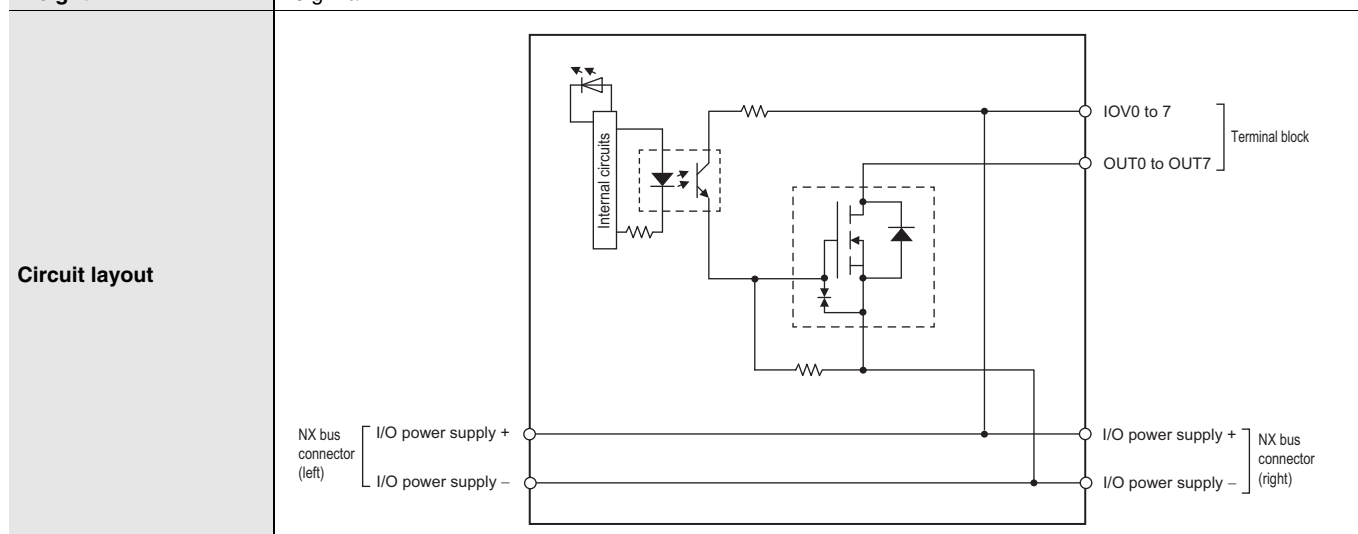 Circuit layout
Internal circuits
IOV0 to 7
OUT0 to OUT7
Terminal block
NX bus
connector
(left)
I/O power supply +
I/O power supply –
I/O power supply +
I/O power supply –
NX bus
connector
(right)